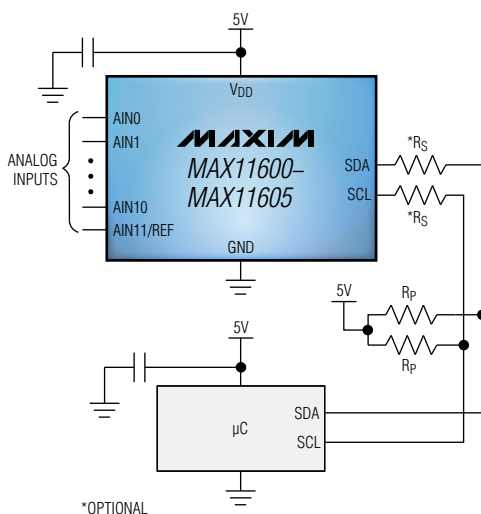 5V
VDD
AIN0
AIN1
ANALOG
INPUTS
AIN10
AIN11/REF
MAXIM
MAX11600–
MAX11605
SDA
SCL
GND
*RS
*RS
5V
RP
RP
5V
µC
SDA
SCL
*OPTIONAL